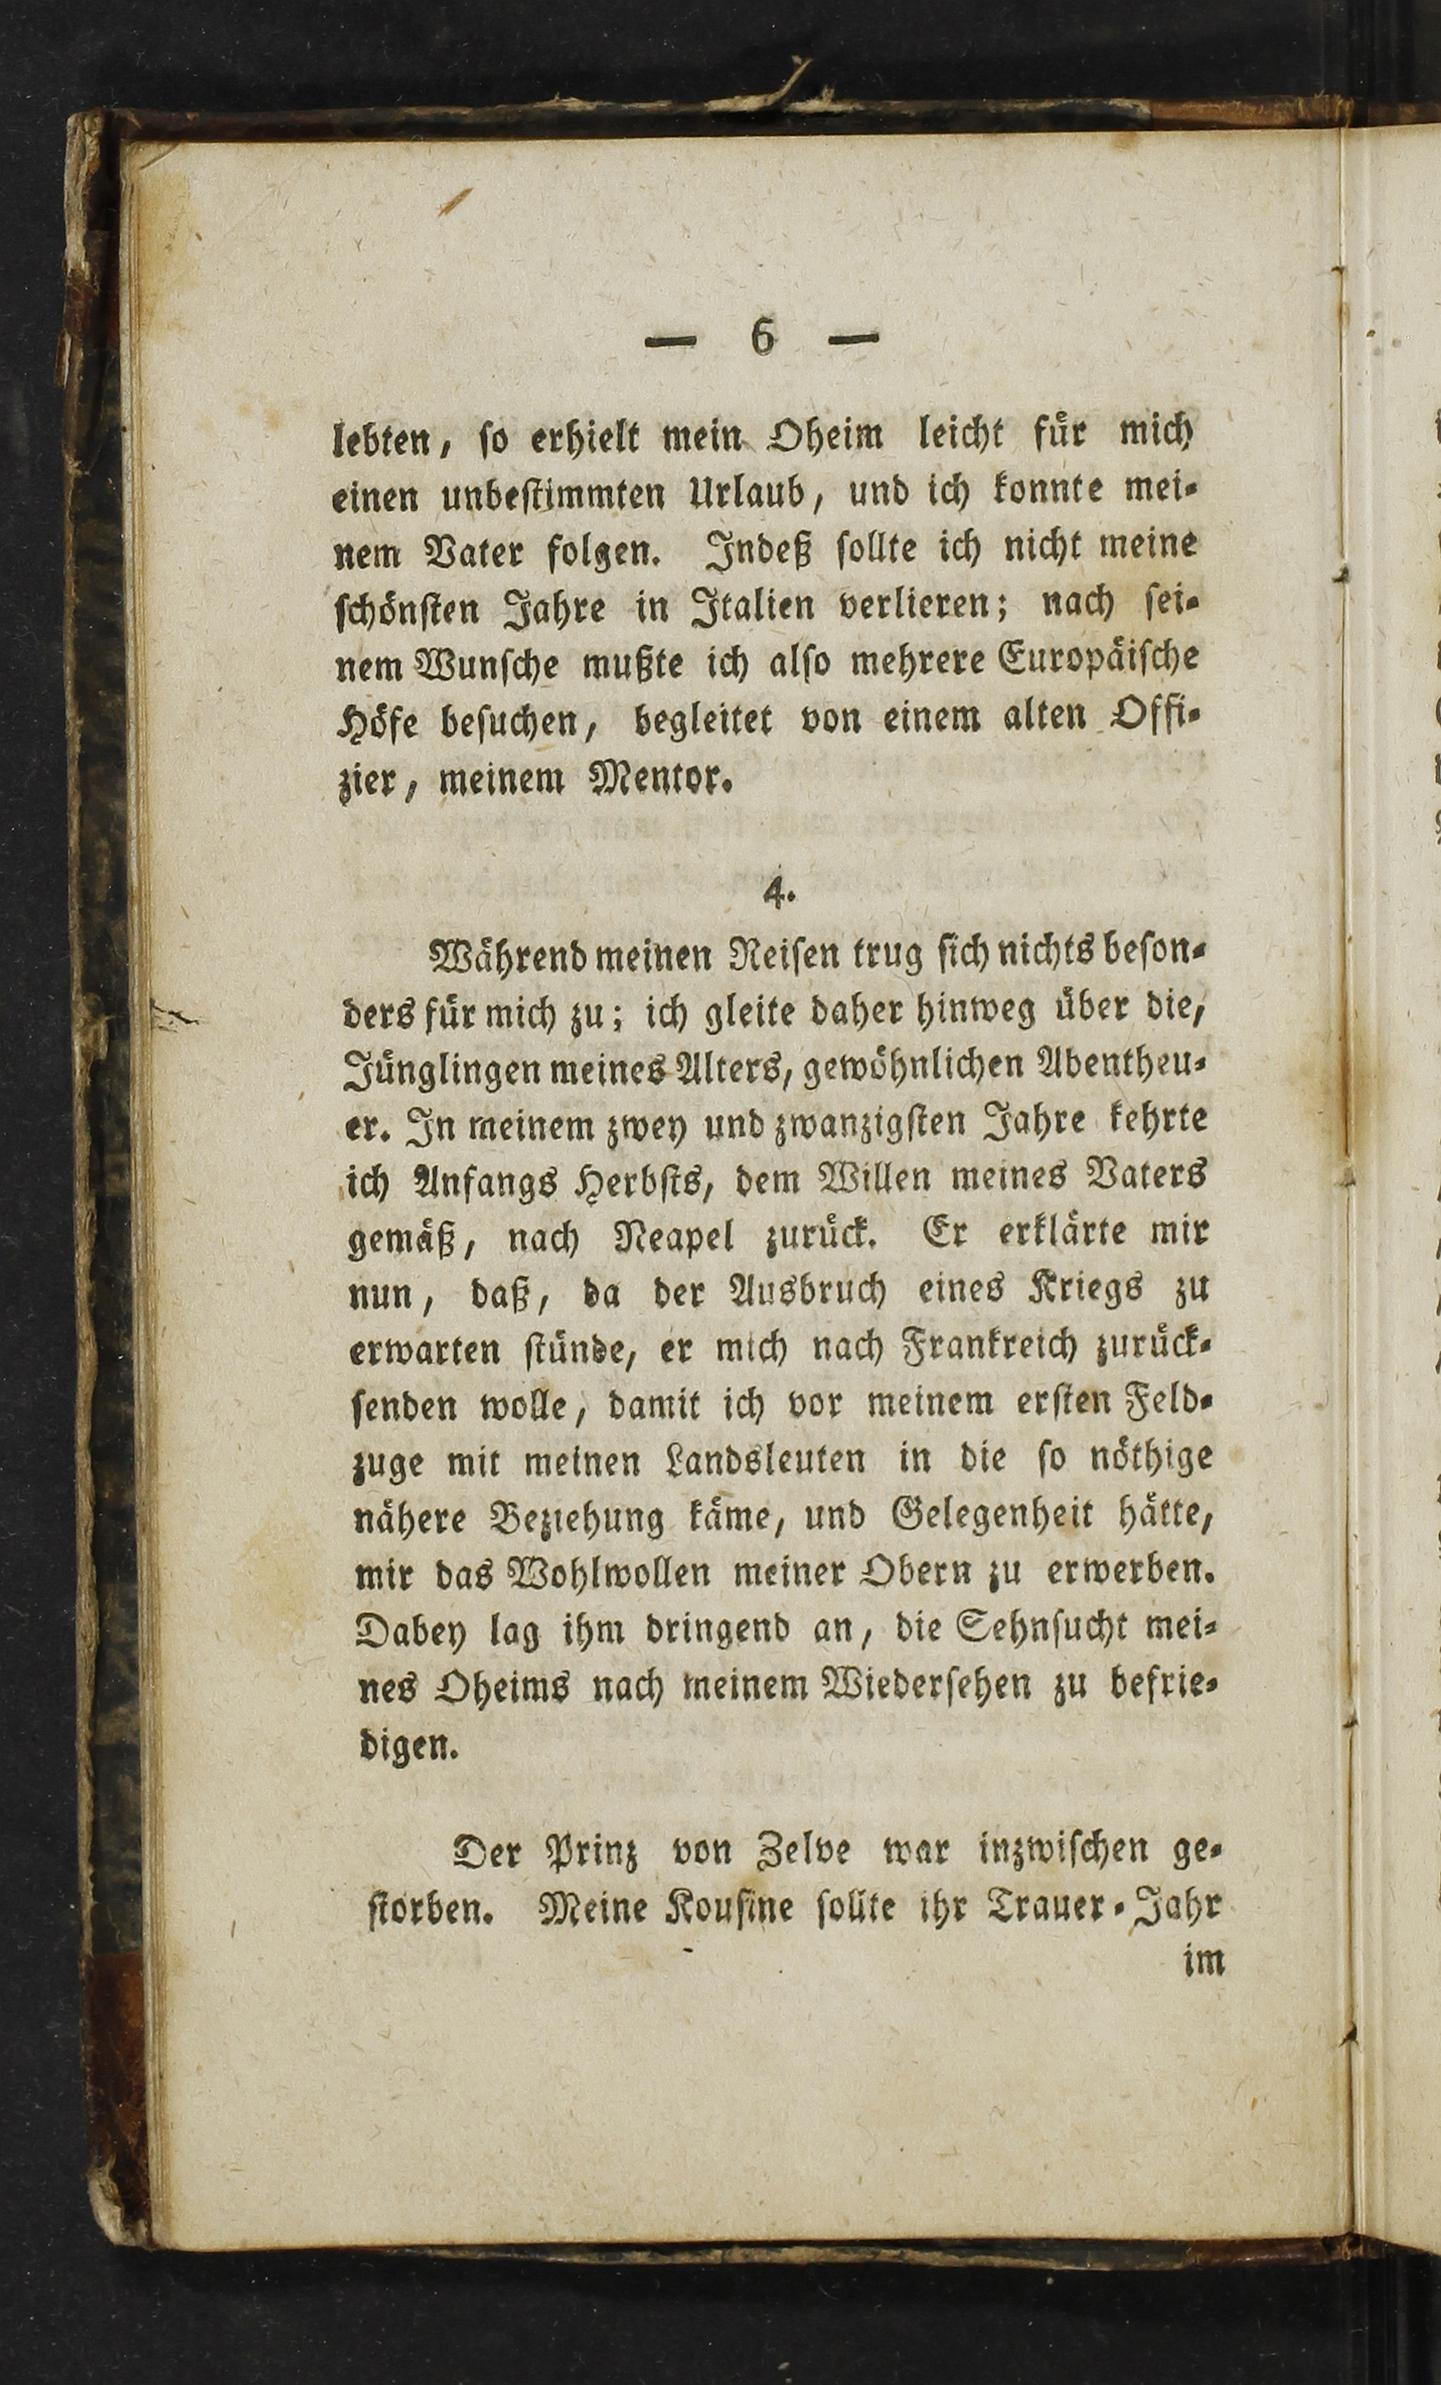 — 6 —
lebten, ſo erhielt mein Oheim leicht für mich
einen unbeſtimmten Urlaub, und ich konnte mei⸗
nem Vater folgen. Indeß ſollte ich nicht meine
ſchönſten Jahre in Italien verlieren; nach ſei⸗
nem Wunſche mußte ich alſo mehrere Europäiſche
Höfe beſuchen, begleitet von einem alten Offi⸗
zier, meinem Mentor.
4.
Während meinen Reiſen trug ſich nichts beſon⸗
ders für mich zu; ich gleite daher hinweg über die,
Jünglingen meines Alters, gewöhnlichen Abentheu⸗
er. In meinem zwey und zwanzigſten Jahre kehrte
ich Anfangs Herbſts, dem Willen meines Vaters
gemäß, nach Neapel zurück. Er erklärte mir
nun, daß, da der Ausbruch eines Kriegs zu
erwarten ſtünde, er mich nach Frankreich zurück⸗
ſenden wolle, damit ich vor meinem erſten Feld⸗
zuge mit meinen Landsleuten in die ſo nöthige
nähere Beziehung käme, und Gelegenheit hätte,
mir das Wohlwollen meiner Obern zu erwerben.
Dabey lag ihm dringend an, die Sehnſucht mei⸗
nes Oheims nach meinem Wiederſehen zu befrie⸗
digen.
Der Prinz von Zelve war inzwiſchen ge⸗
ſtorben. Meine Kouſine ſollte ihr Trauer⸗Jahr
im